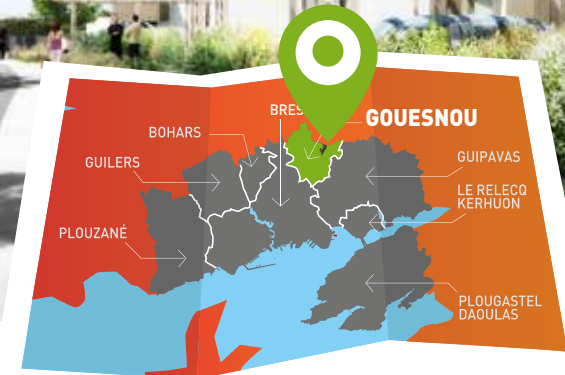 BRES
GOUESNOU
BOHARS
GUILERS
GUIPAVAS
LE RELECQ
KERHUON
PLOUZANÉ
PLOUGASTEL
DAOULAS